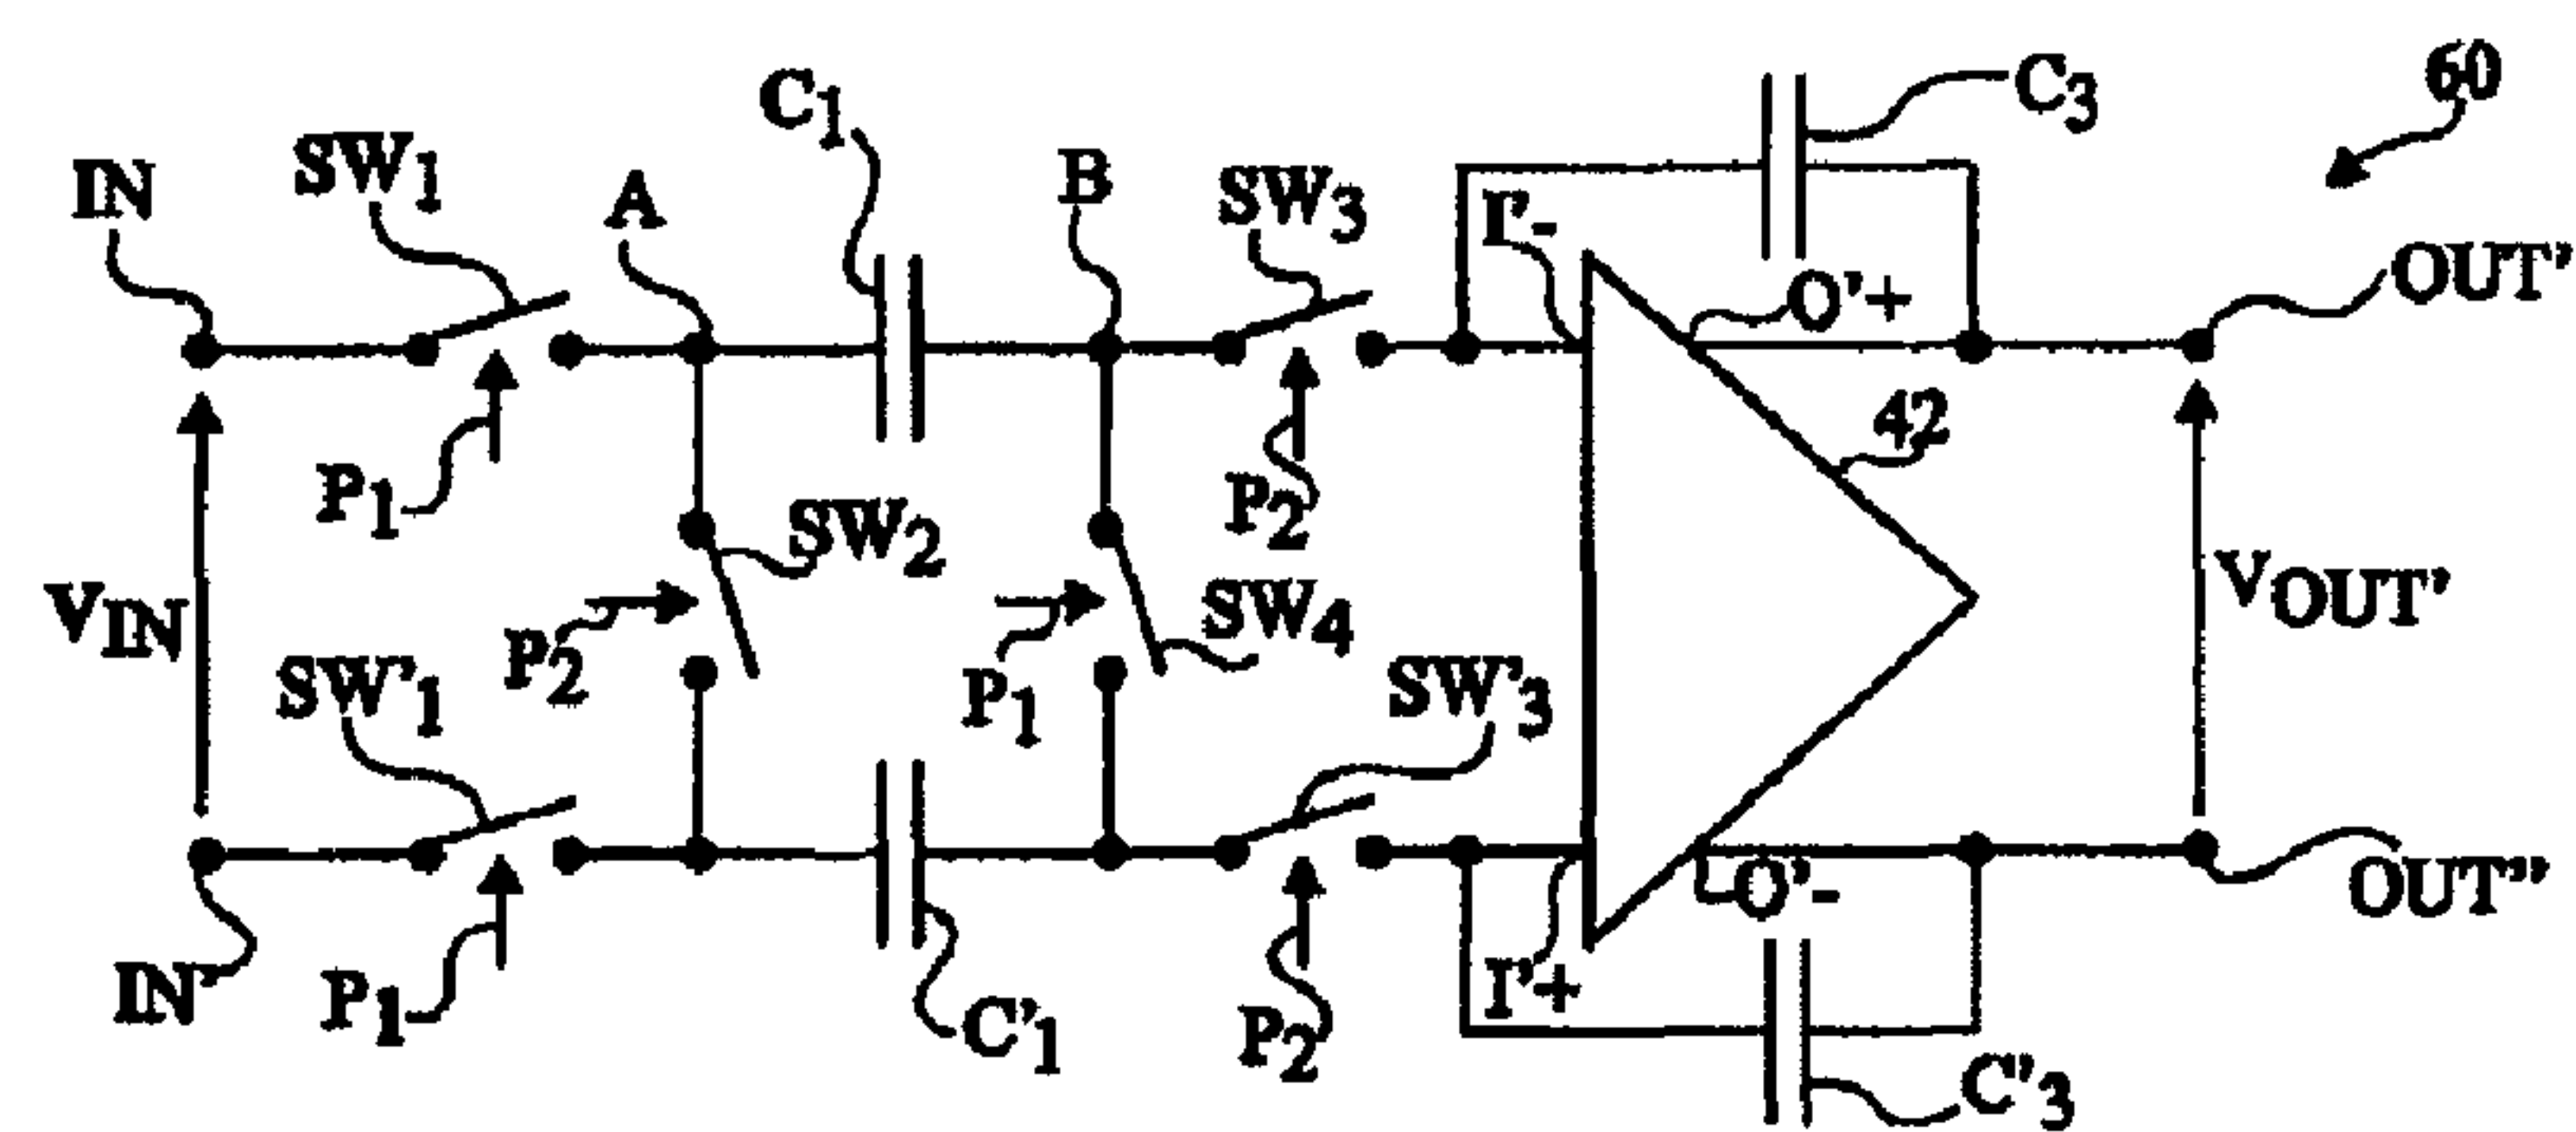 C1
C3
60
IN
SW1
A
B
SW3
I'-
O'+
OUT'
P1
P2
42
SW2
VIN
P2
P1
SW4
VOUT'
SW'1
SW'3
IN'
P1
C'1
P2
I'+
O'-
OUT"
C'3